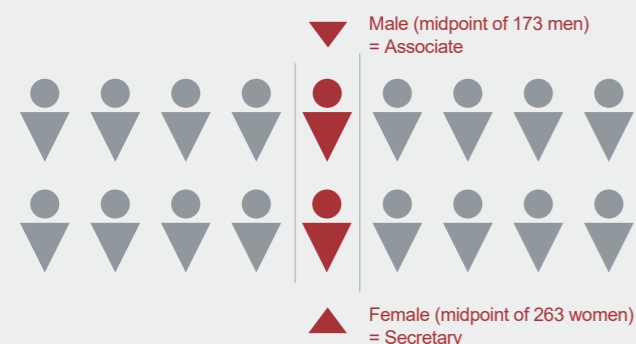 Male (midpoint of 173 men)
= Associate
Female (midpoint of 263 women)
= Secretary